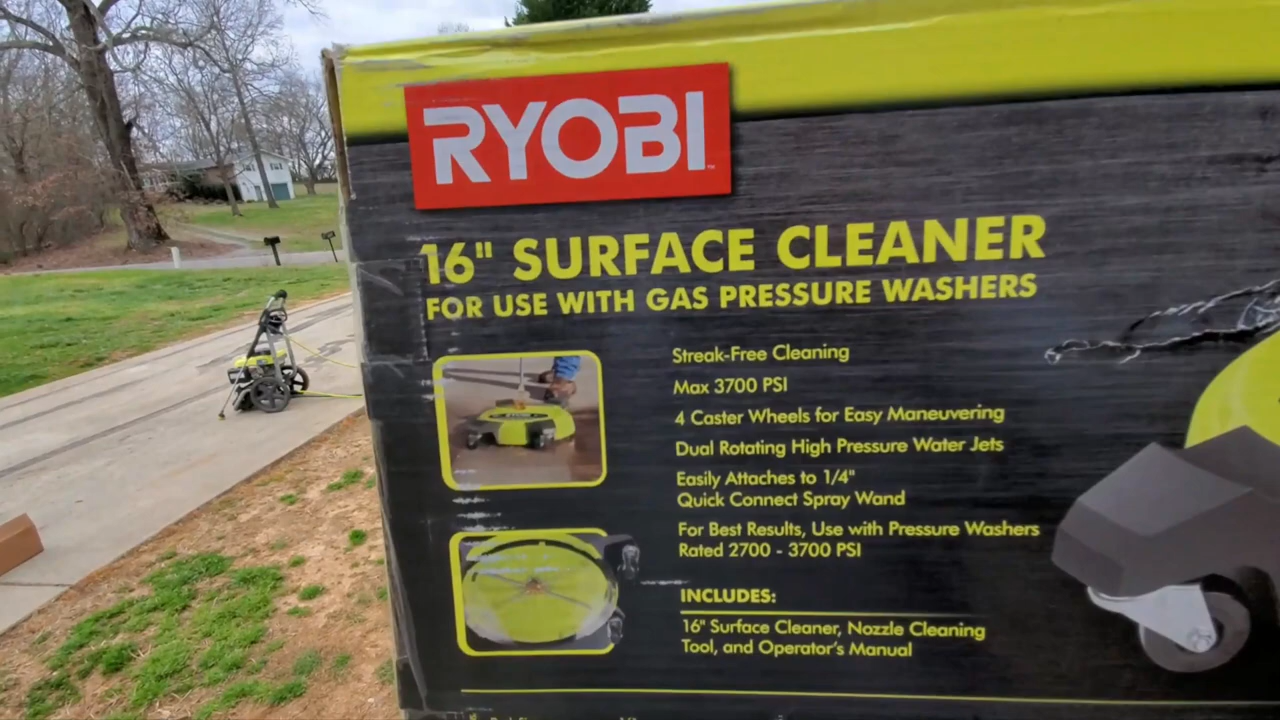 RYOBI
16" SURFACE CLEANER
FOR USE WITH GAS PRESSURE WASHERS
Streak-Free Cleaning
Max 3700 PSI
4 Caster Wheels for Easy Maneuvering
Dual Rotating High Pressure Water Jets
Easily Attaches to 1/4"
Quick Connect Spray Wand
For Best Results, Use with Pressure Washers
Rated 2700 - 3700 PSI
INCLUDES:
16" Surface Cleaner, Nozzle Cleaning
Tool, and Operator's Manual